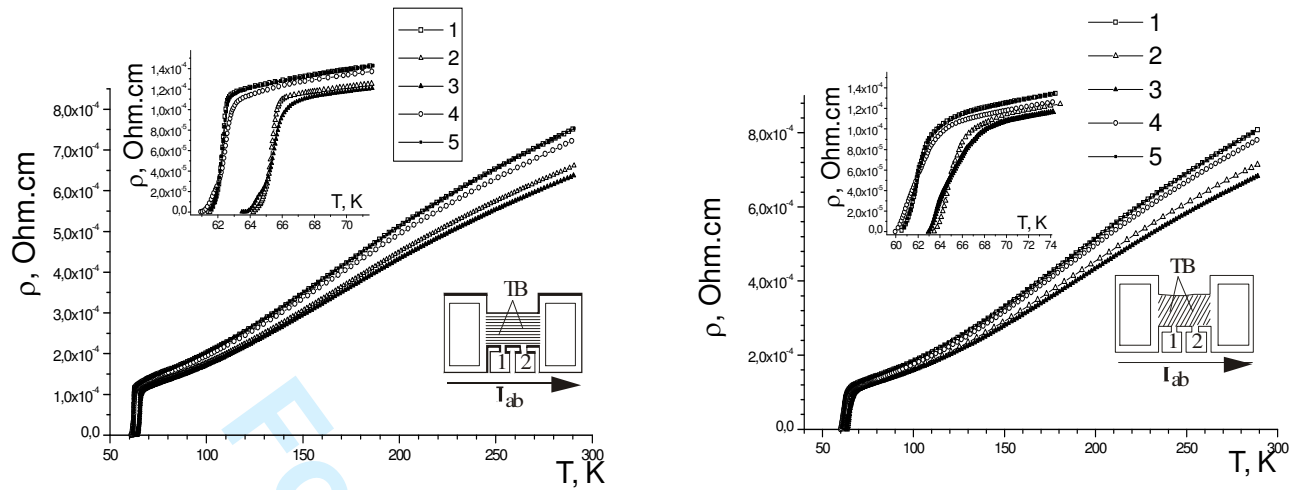 1
2
3
4
5
1,4x10⁻⁴
1,2x10⁻⁴
1,0x10⁻⁴
8,0x10⁻⁵
6,0x10⁻⁵
4,0x10⁻⁵
2,0x10⁻⁵
0,0
ρ, Ohm.cm
62 64 66 68 70
T, K
8,0x10⁻⁴
7,0x10⁻⁴
6,0x10⁻⁴
5,0x10⁻⁴
4,0x10⁻⁴
3,0x10⁻⁴
2,0x10⁻⁴
1,0x10⁻⁴
0,0
ρ, Ohm.cm
TB
1 2
I ab
50 100 150 200 250 300
T, K
Fo
1
2
3
4
5
1,4x10⁻⁴
1,2x10⁻⁴
1,0x10⁻⁴
8,0x10⁻⁵
6,0x10⁻⁵
4,0x10⁻⁵
2,0x10⁻⁵
0,0
ρ, Ohm.cm
60 62 63 64 66 68 70 72 74
T, K
8,0x10⁻⁴
6,0x10⁻⁴
4,0x10⁻⁴
2,0x10⁻⁴
0,0
ρ, Ohm.cm
TB
1 2
I ab
50 100 150 200 250 300
T, K